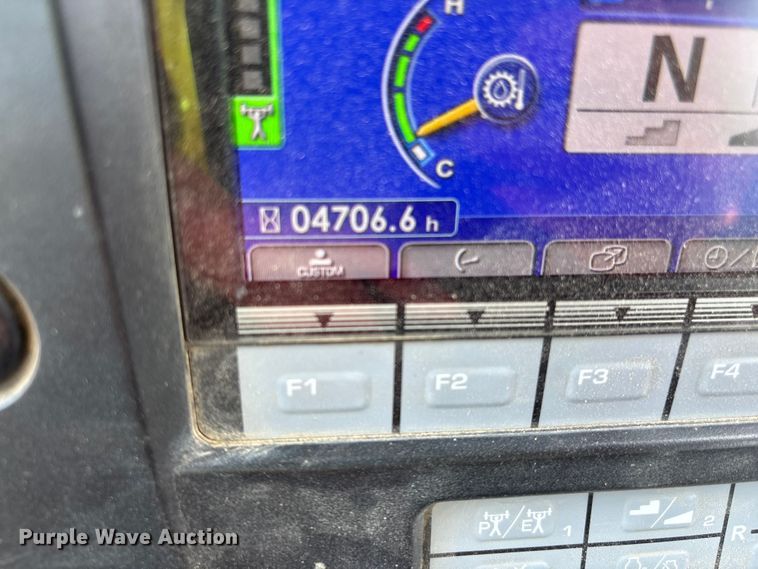 H
N
C
04706.6 h
CUSTOM
F1
F2
F3
F4
P / E 1
2
R
Purple Wave Auction